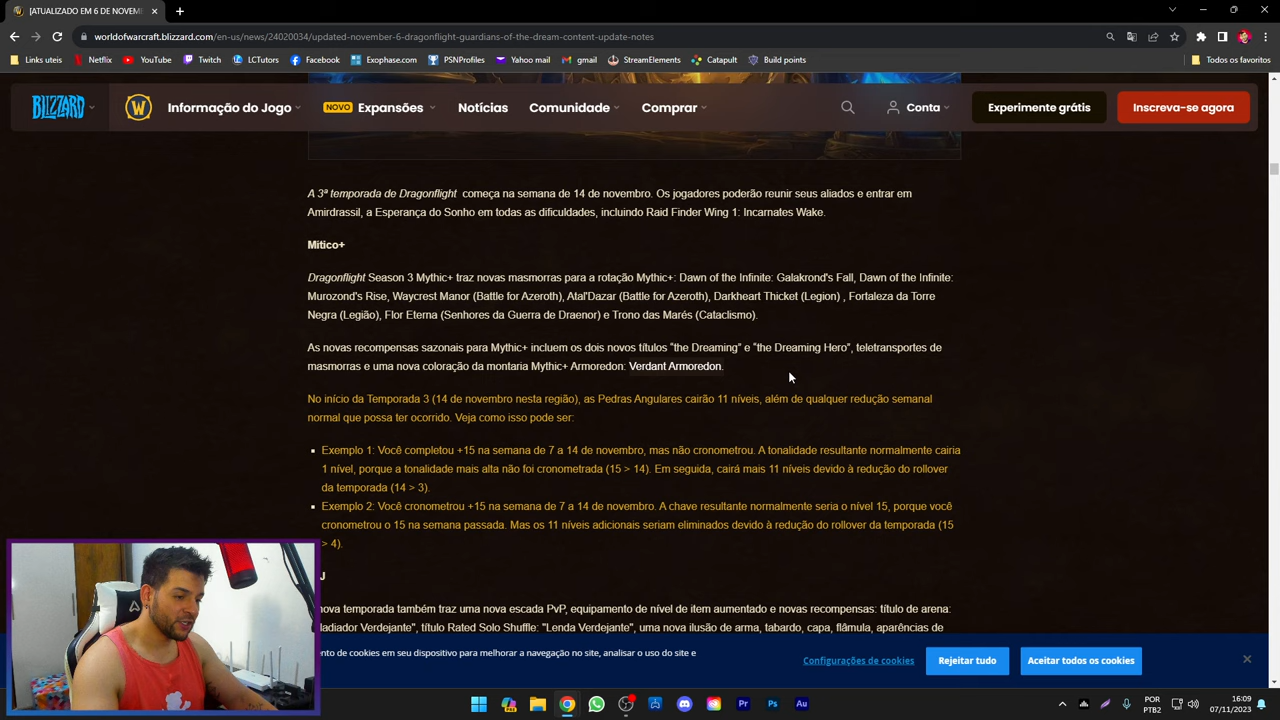 [ATUALIZADO EM 6 DE NOVEM
worldofwarcraft.blizzard.com/en-us/news/24020034/updated-november-6-dragonflight-guardians-of-the-dream-content-update-notes
Links uteis Netflix YouTube Twitch LCTutors Facebook Exophase.com PSNProfiles Yahoo mail gmail StreamElements Catapult Build points Todos os favoritos
BLIZZARD Informação do Jogo NOVO Expansões Notícias Comunidade Comprar Conta Experimente grátis Inscreva-se agora
A 3ª temporada de Dragonflight começa na semana de 14 de novembro. Os jogadores poderão reunir seus aliados e entrar em
Amirdrassil, a Esperança do Sonho em todas as dificuldades, incluindo Raid Finder Wing 1: Incarnates Wake.
Mítico+
Dragonflight Season 3 Mythic+ traz novas masmorras para a rotação Mythic+: Dawn of the Infinite: Galakrond's Fall, Dawn of the Infinite:
Murozond's Rise, Waycrest Manor (Battle for Azeroth), Atal'Dazar (Battle for Azeroth), Darkheart Thicket (Legion) , Fortaleza da Torre
Negra (Legião), Flor Eterna (Senhores da Guerra de Draenor) e Trono das Marés (Cataclismo).
As novas recompensas sazonais para Mythic+ incluem os dois novos títulos “the Dreaming” e “the Dreaming Hero”, teletransportes de
masmorras e uma nova coloração da montaria Mythic+ Armoredon: Verdant Armoredon.
No início da Temporada 3 (14 de novembro nesta região), as Pedras Angulares cairão 11 níveis, além de qualquer redução semanal
normal que possa ter ocorrido. Veja como isso pode ser:
Exemplo 1: Você completou +15 na semana de 7 a 14 de novembro, mas não cronometrou. A tonalidade resultante normalmente cairia
1 nível, porque a tonalidade mais alta não foi cronometrada (15 > 14). Em seguida, cairá mais 11 níveis devido à redução do rollover
da temporada (14 > 3).
Exemplo 2: Você cronometrou +15 na semana de 7 a 14 de novembro. A chave resultante normalmente seria o nível 15, porque você
cronometrou o 15 na semana passada. Mas os 11 níveis adicionais seriam eliminados devido à redução do rollover da temporada (15
> 4).
J
nova temporada também traz uma nova escada PvP, equipamento de nível de item aumentado e novas recompensas: título de arena:
ladiador Verdejante", título Rated Solo Shuffle: "Lenda Verdejante", uma nova ilusão de arma, tabardo, capa, flâmula, aparências de
ento de cookies em seu dispositivo para melhorar a navegação no site, analisar o uso do site e
Configurações de cookies Rejeitar tudo Aceitar todos os cookies
POR
PTB2
16:09
07/11/2023